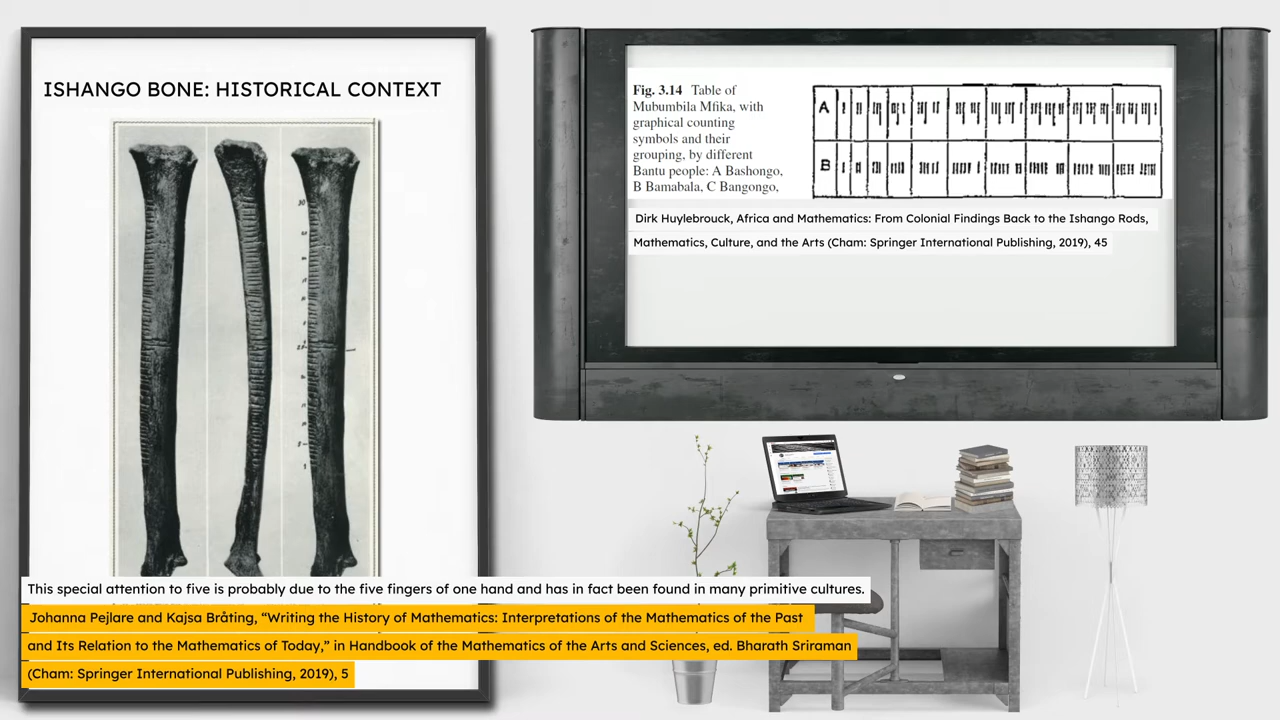 ISHANGO BONE: HISTORICAL CONTEXT
Fig. 3.14 Table of
Mubumbila Mfika, with
graphical counting
symbols and their
grouping, by different
Bantu people: A Bashongo,
B Bamabala, C Bangongo,
A
B
Dirk Huylebrouck, Africa and Mathematics: From Colonial Findings Back to the Ishango Rods,
Mathematics, Culture, and the Arts (Cham: Springer International Publishing, 2019), 45
This special attention to five is probably due to the five fingers of one hand and has in fact been found in many primitive cultures.
Johanna Pejlare and Kajsa Bråting, “Writing the History of Mathematics: Interpretations of the Mathematics of the Past
and Its Relation to the Mathematics of Today,” in Handbook of the Mathematics of the Arts and Sciences, ed. Bharath Sriraman
(Cham: Springer International Publishing, 2019), 5